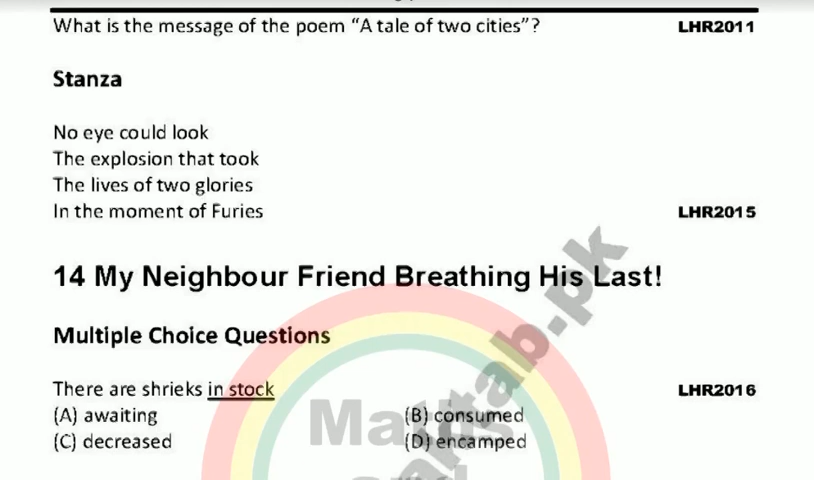 What is the message of the poem “A tale of two cities”? LHR2011
Stanza
No eye could look
The explosion that took
The lives of two glories
In the moment of Furies LHR2015
14 My Neighbour Friend Breathing His Last!
Multiple Choice Questions
There are shrieks in stock LHR2016
(A) awaiting (B) consumed
(C) decreased (D) encamped